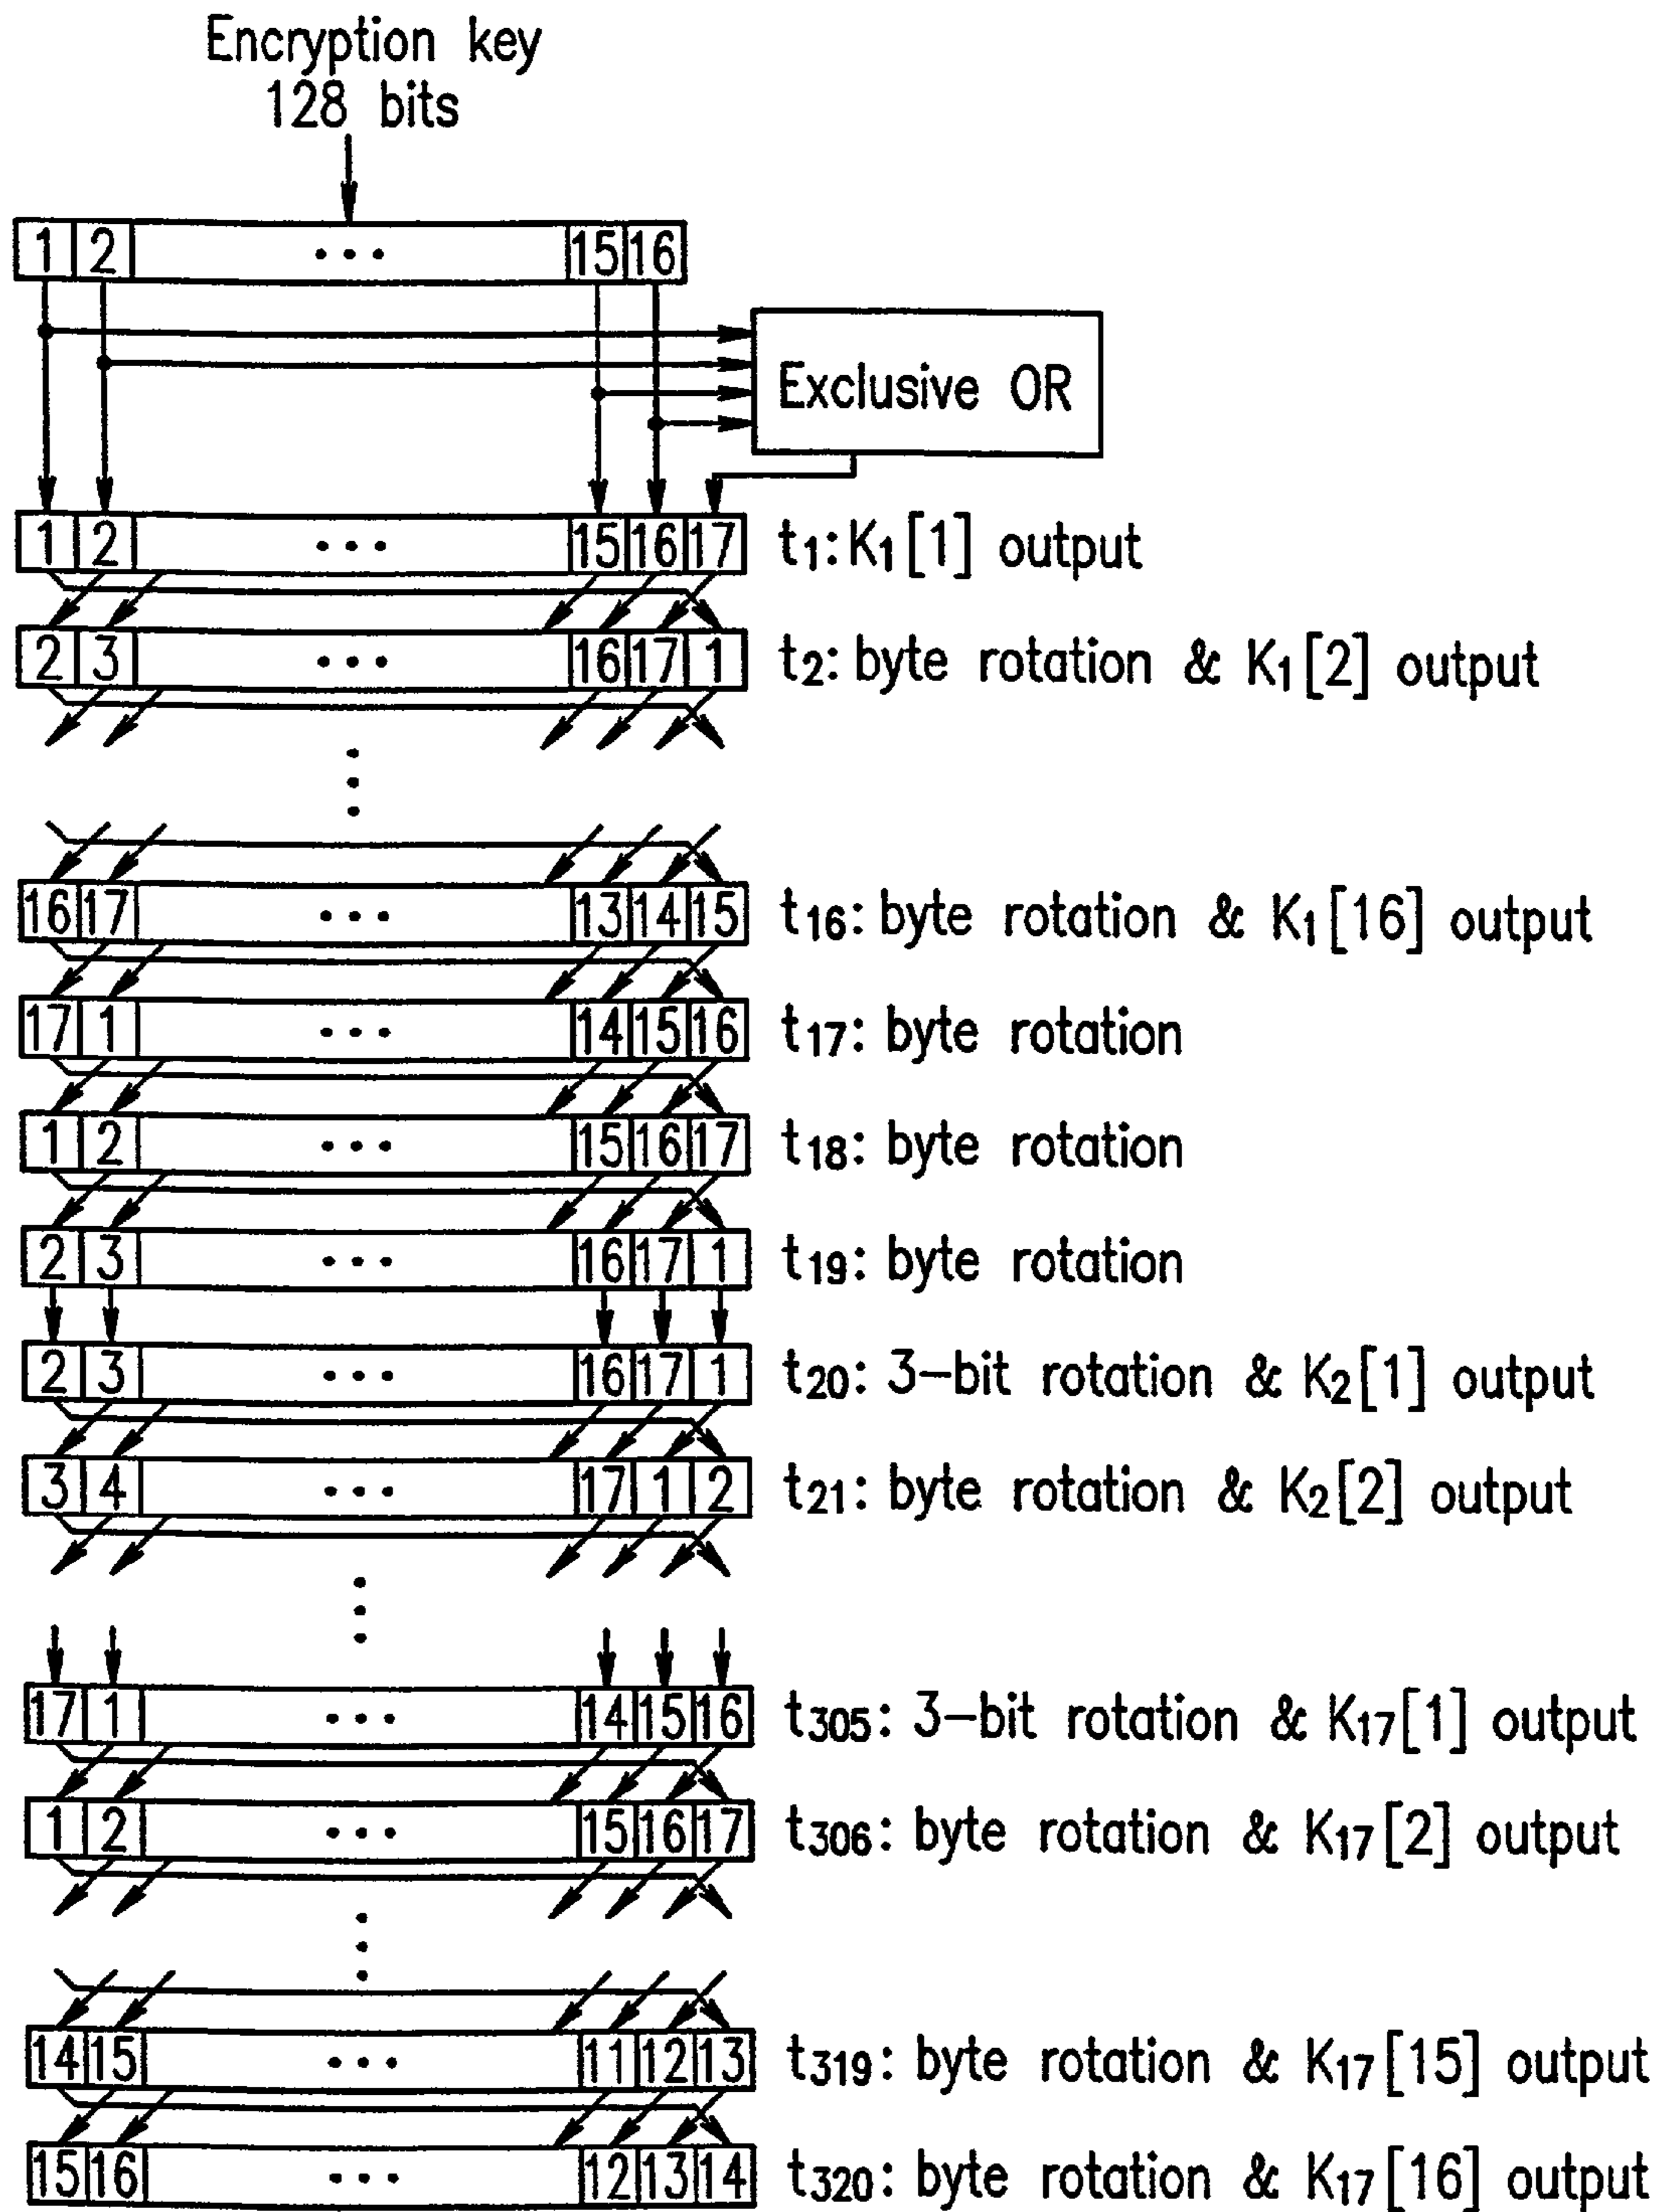 Encryption key
128 bits
1 2 ... 15 16
Exclusive OR
1 2 ... 15 16 17 t1: K1[1] output
2 3 ... 16 17 1 t2: byte rotation & K1[2] output
16 17 ... 13 14 15 t16: byte rotation & K1[16] output
17 1 ... 14 15 16 t17: byte rotation
1 2 ... 15 16 17 t18: byte rotation
2 3 ... 16 17 1 t19: byte rotation
2 3 ... 16 17 1 t20: 3-bit rotation & K2[1] output
3 4 ... 17 1 2 t21: byte rotation & K2[2] output
17 1 ... 14 15 16 t305: 3-bit rotation & K17[1] output
1 2 ... 15 16 17 t306: byte rotation & K17[2] output
14 15 ... 11 12 13 t319: byte rotation & K17[15] output
15 16 ... 12 13 14 t320: byte rotation & K17[16] output